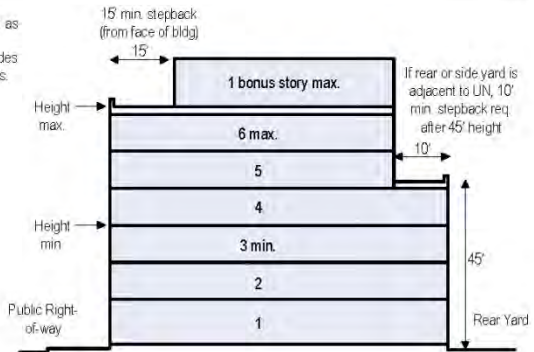 as
des
s.
15' min. stepback
(from face of bldg)
15'
1 bonus story max.
If rear or side yard is
adjacent to UN, 10'
min. stepback req.
after 45' height
10'
Height
max.
6 max.
5
4
Height
min
3 min.
45'
2
Public Right-
of-way
1
Rear Yard